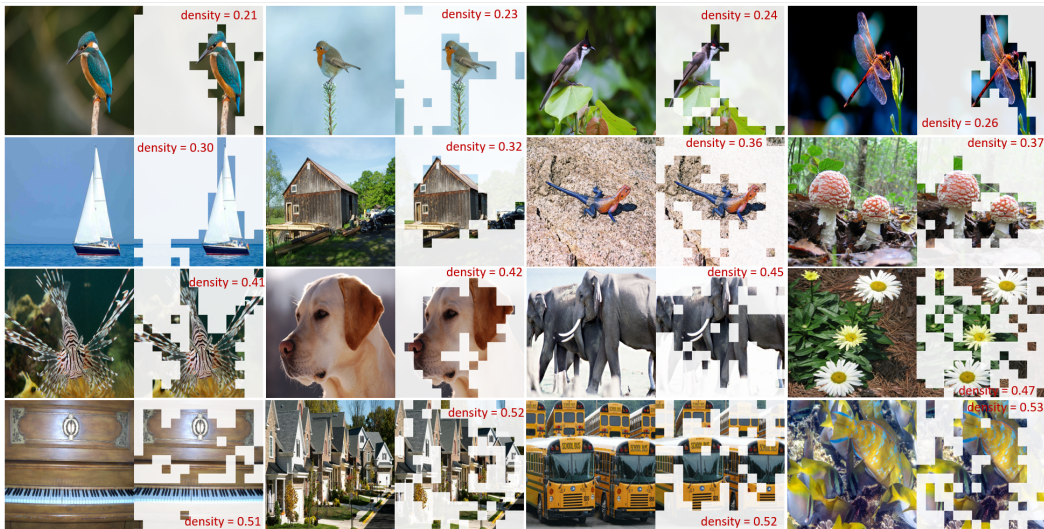 density = 0.21
density = 0.23
density = 0.24
density = 0.26
density = 0.30
density = 0.32
density = 0.36
density = 0.37
density = 0.41
density = 0.42
density = 0.45
density = 0.47
density = 0.51
density = 0.52
SCHOOL BUS
density = 0.52
density = 0.53